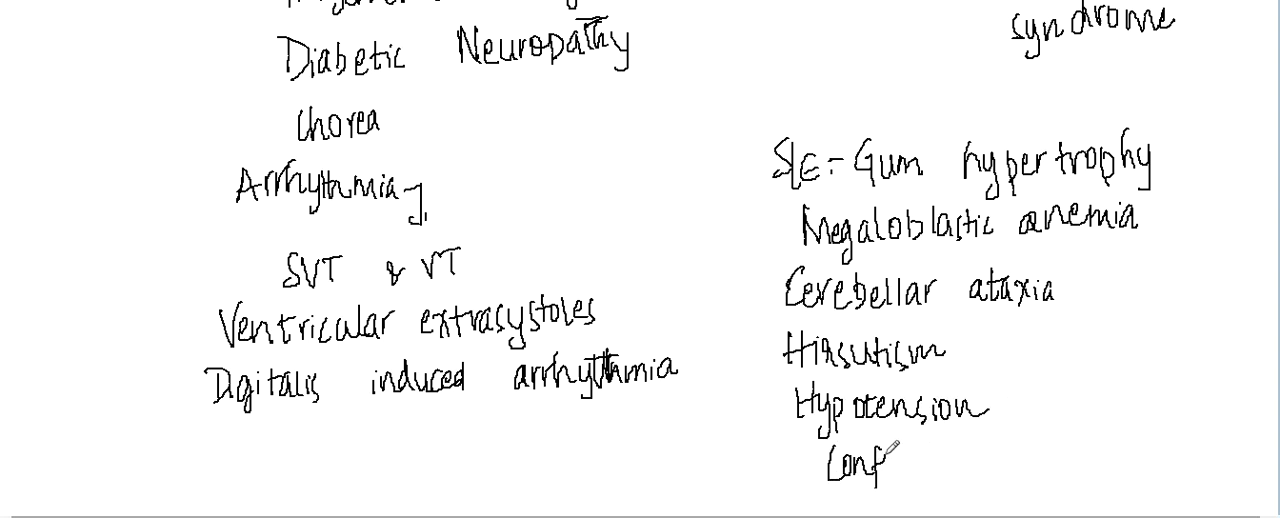 Diabetic Neuropathy
Chorea
Arrhythmia
SVT & VT
Ventricular extrasystoles
Digitalis induced arrhythmia
syndrome
S/E:- Gum hypertrophy
Megaloblastic anemia
Cerebellar ataxia
Hirsutism
Hypotension
Conf